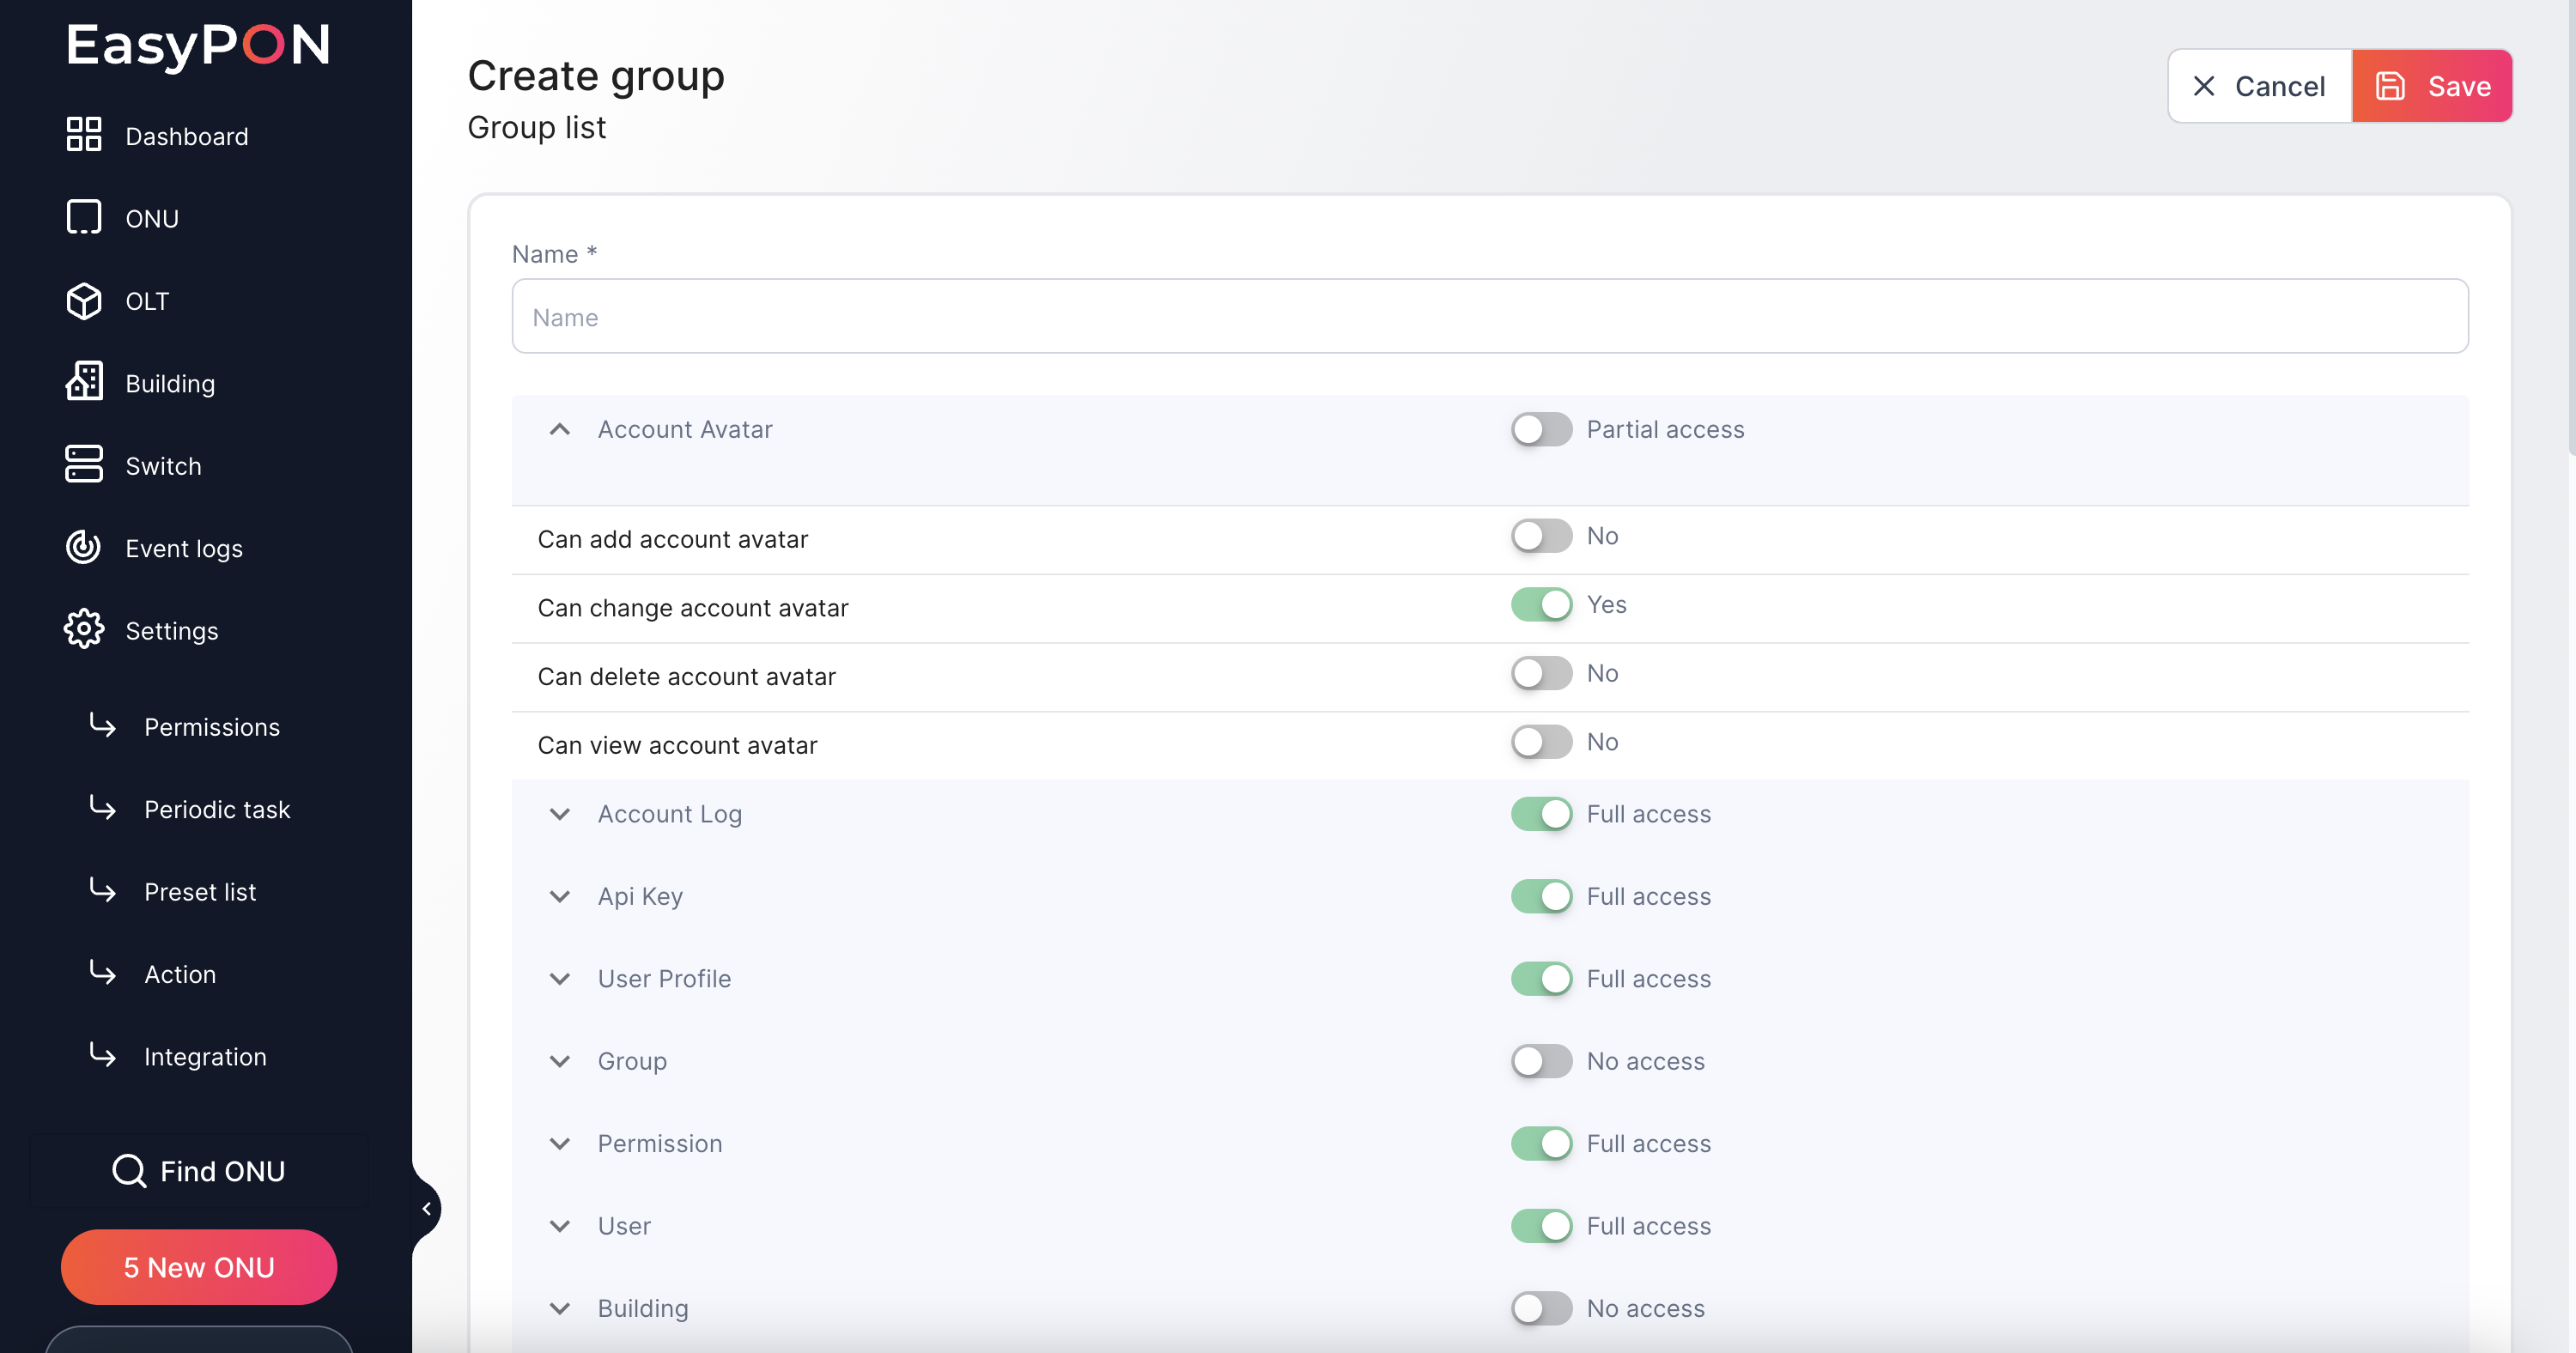 EasyPON
Dashboard
ONU
OLT
Building
Switch
Event logs
Settings
Permissions
Periodic task
Preset list
Action
Integration
Find ONU
5 New ONU
Create group
Group list
Cancel
Save
Name *
Name
Account Avatar Partial access
Can add account avatar No
Can change account avatar Yes
Can delete account avatar No
Can view account avatar No
Account Log Full access
Api Key Full access
User Profile Full access
Group No access
Permission Full access
User Full access
Building No access